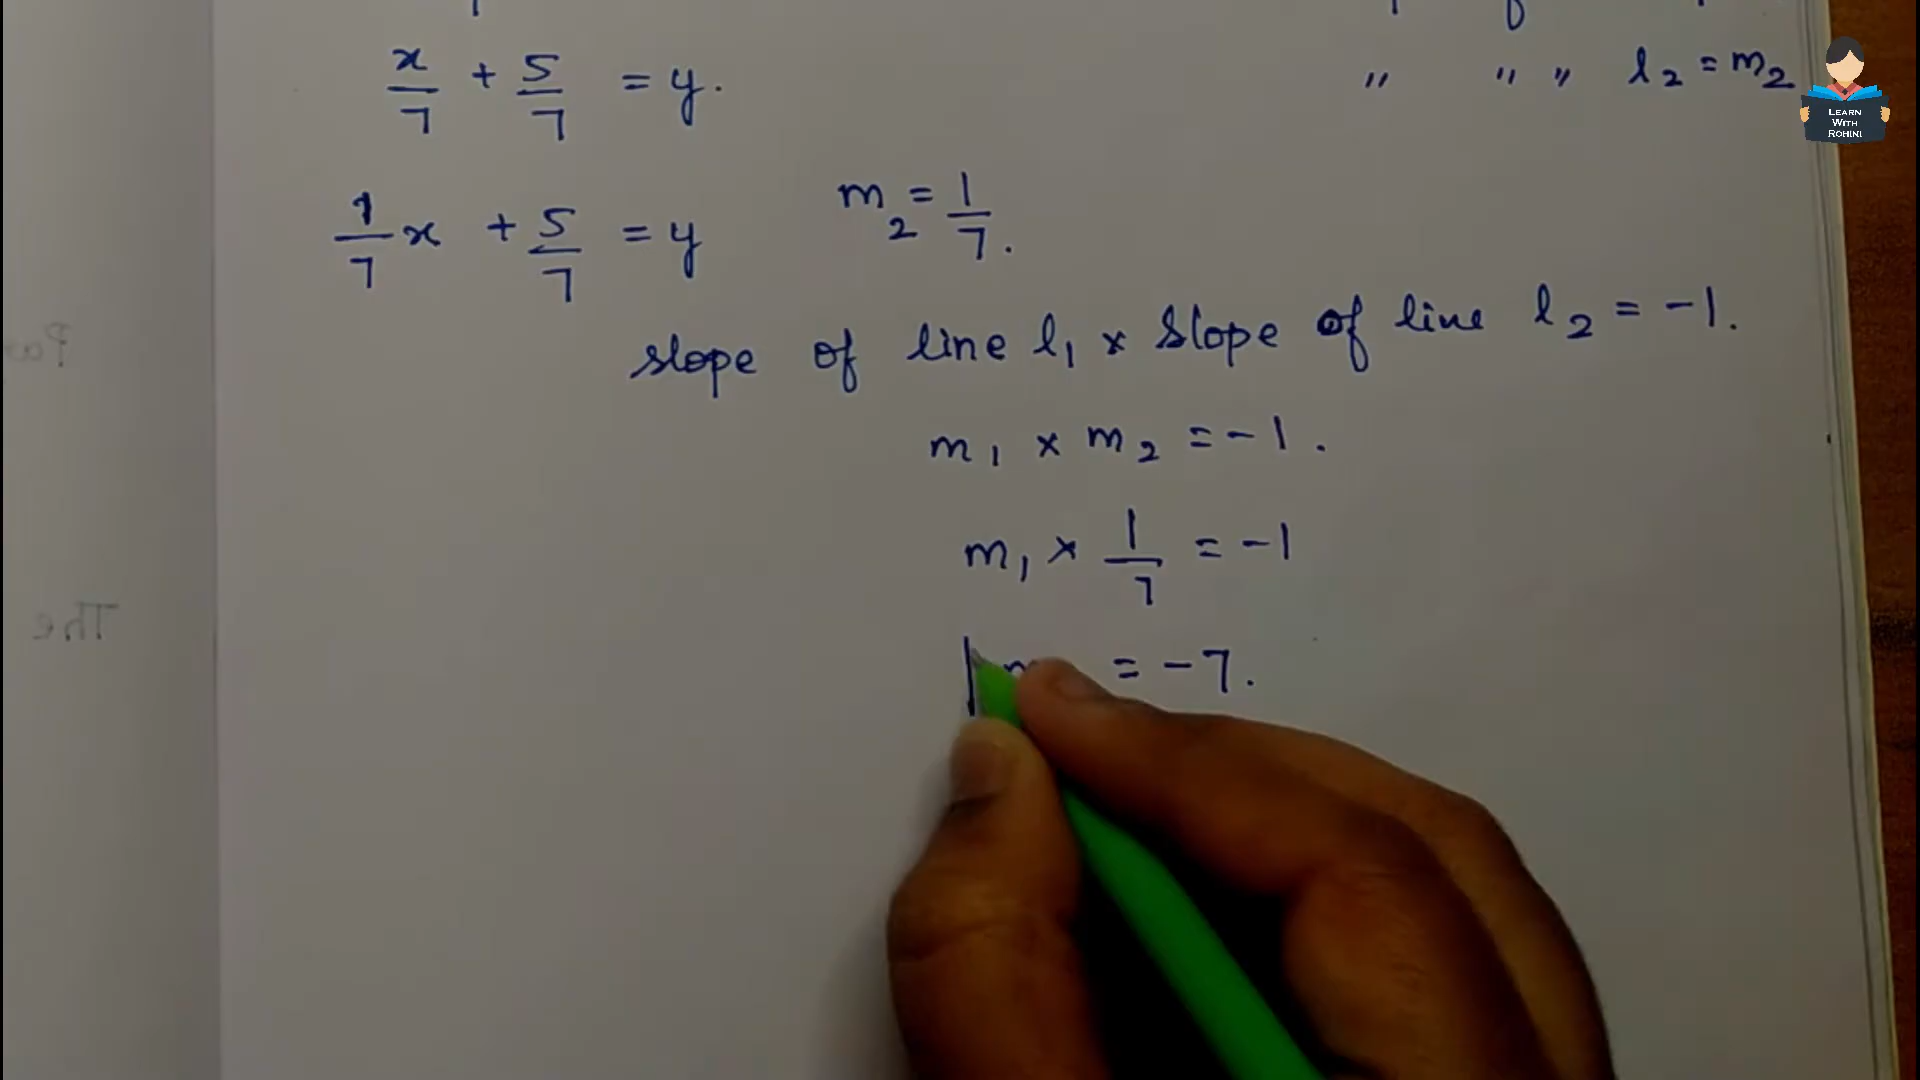 x/7 + 5/7 = y.
" " " l2 = m2
LEARN
WITH
ROHINI
1/7 x + 5/7 = y
m2 = 1/7.
slope of line l1 × Slope of line l2 = -1.
m1 × m2 = -1.
m1 × 1/7 = -1
m = -7.
The